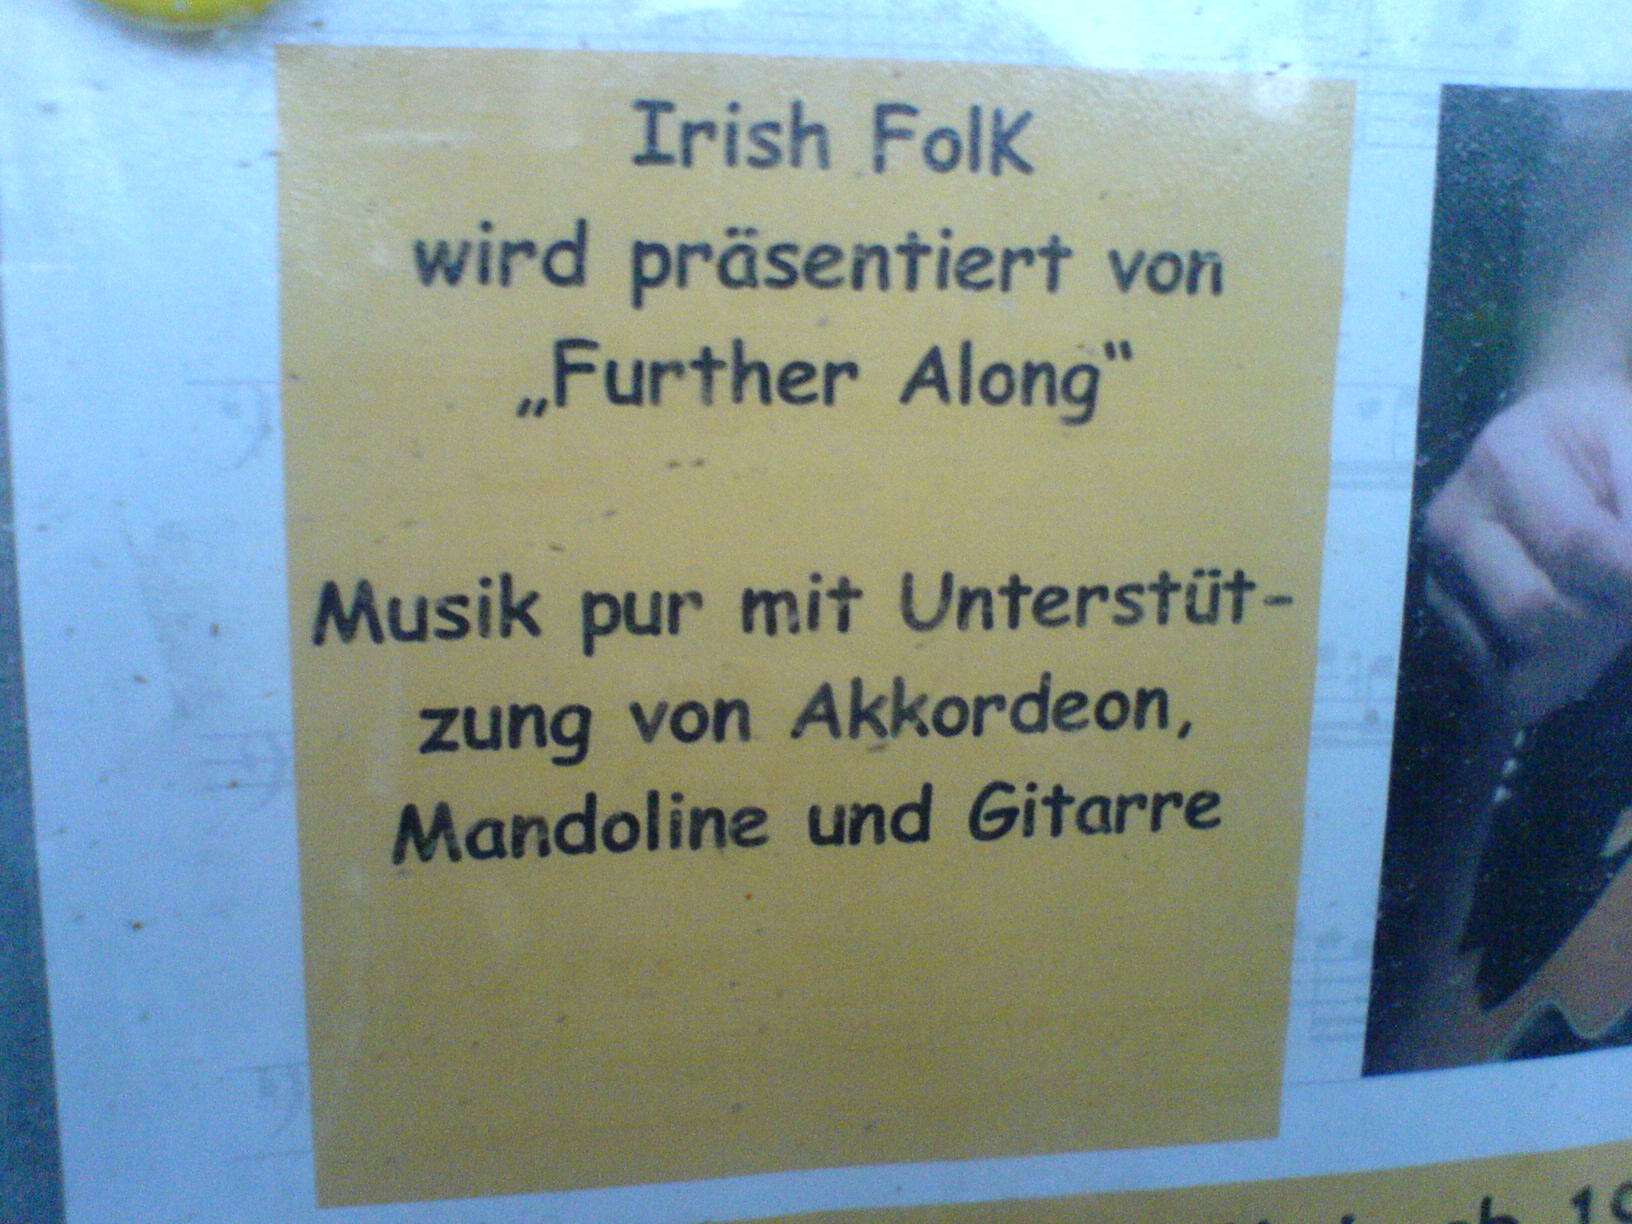 Irish FolK
wird präsentiert von
„Further Along“
Musik pur mit Unterstüt-
zung von Akkordeon,
Mandoline und Gitarre